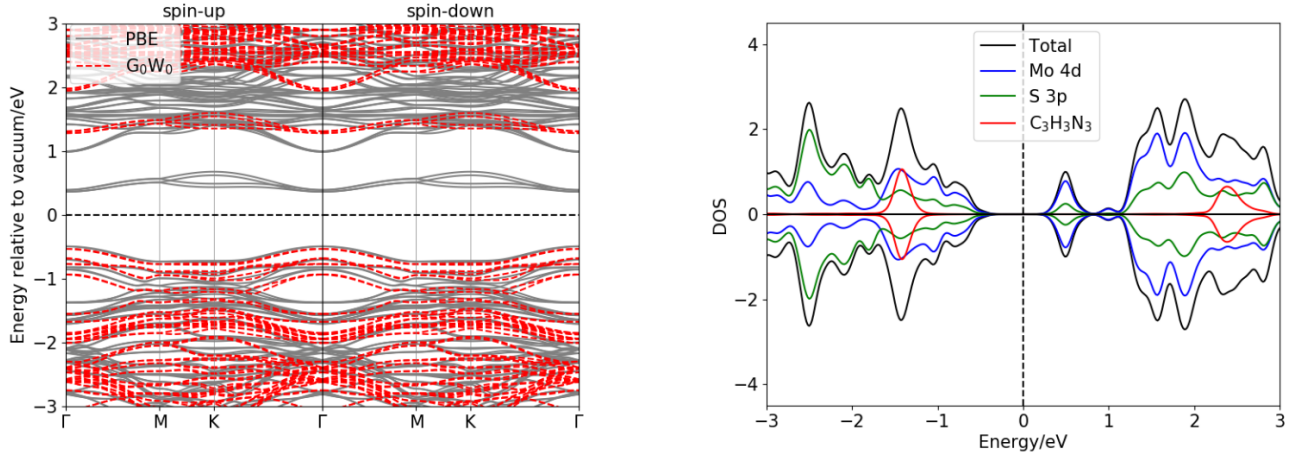 spin-up spin-down
PBE
G₀W₀
Energy relative to vacuum/eV
3
2
1
0
−1
−2
−3
Γ M K Γ M K Γ
Total
Mo 4d
S 3p
C₃H₃N₃
DOS
4
2
0
−2
−4
−3 −2 −1 0 1 2 3
Energy/eV